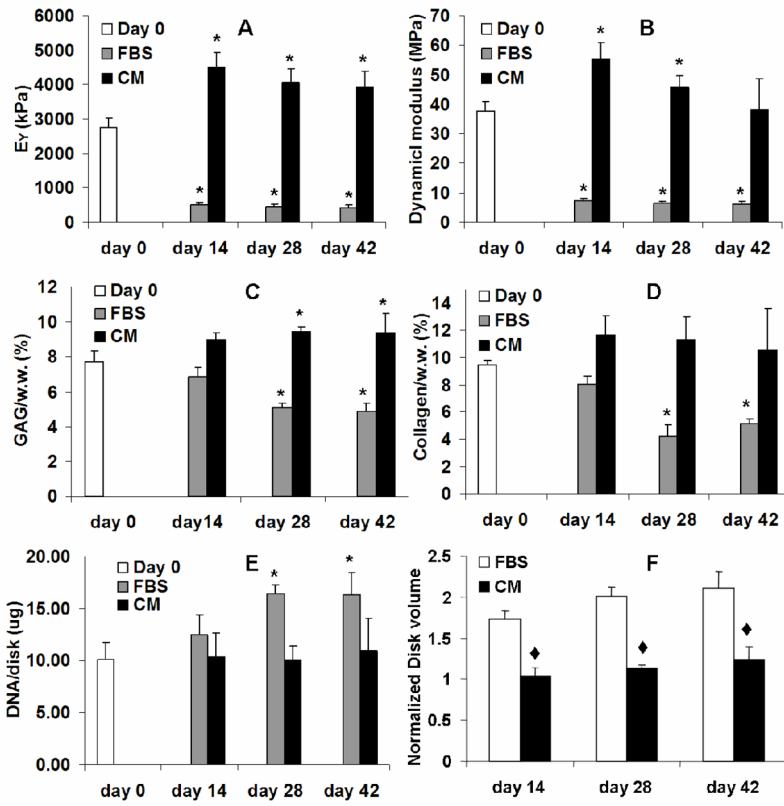 A
Day 0
FBS
CM
E_Y (kPa)
6000
5000
4000
3000
2000
1000
0
* * *
* * *
day 0 day 14 day 28 day 42
B
Day 0
FBS
CM
Dynamicl modulus (MPa)
70
60
50
40
30
20
10
0
* *
* * *
day 0 day 14 day 28 day 42
C
Day 0
FBS
CM
GAG/w.w. (%)
12
10
8
6
4
2
0
* *
* *
day 0 day14 day 28 day 42
D
Day 0
FBS
CM
Collagen/w.w. (%)
14
12
10
8
6
4
2
0
* *
day 0 day 14 day 28 day 42
E
Day 0
FBS
CM
DNA/disk (ug)
20.00
15.00
10.00
5.00
0.00
* *
day 0 day 14 day 28 day 42
F
FBS
CM
Normalized Disk volume
2.5
2
1.5
1
0.5
0
♦ ♦ ♦
day 14 day 28 day 42